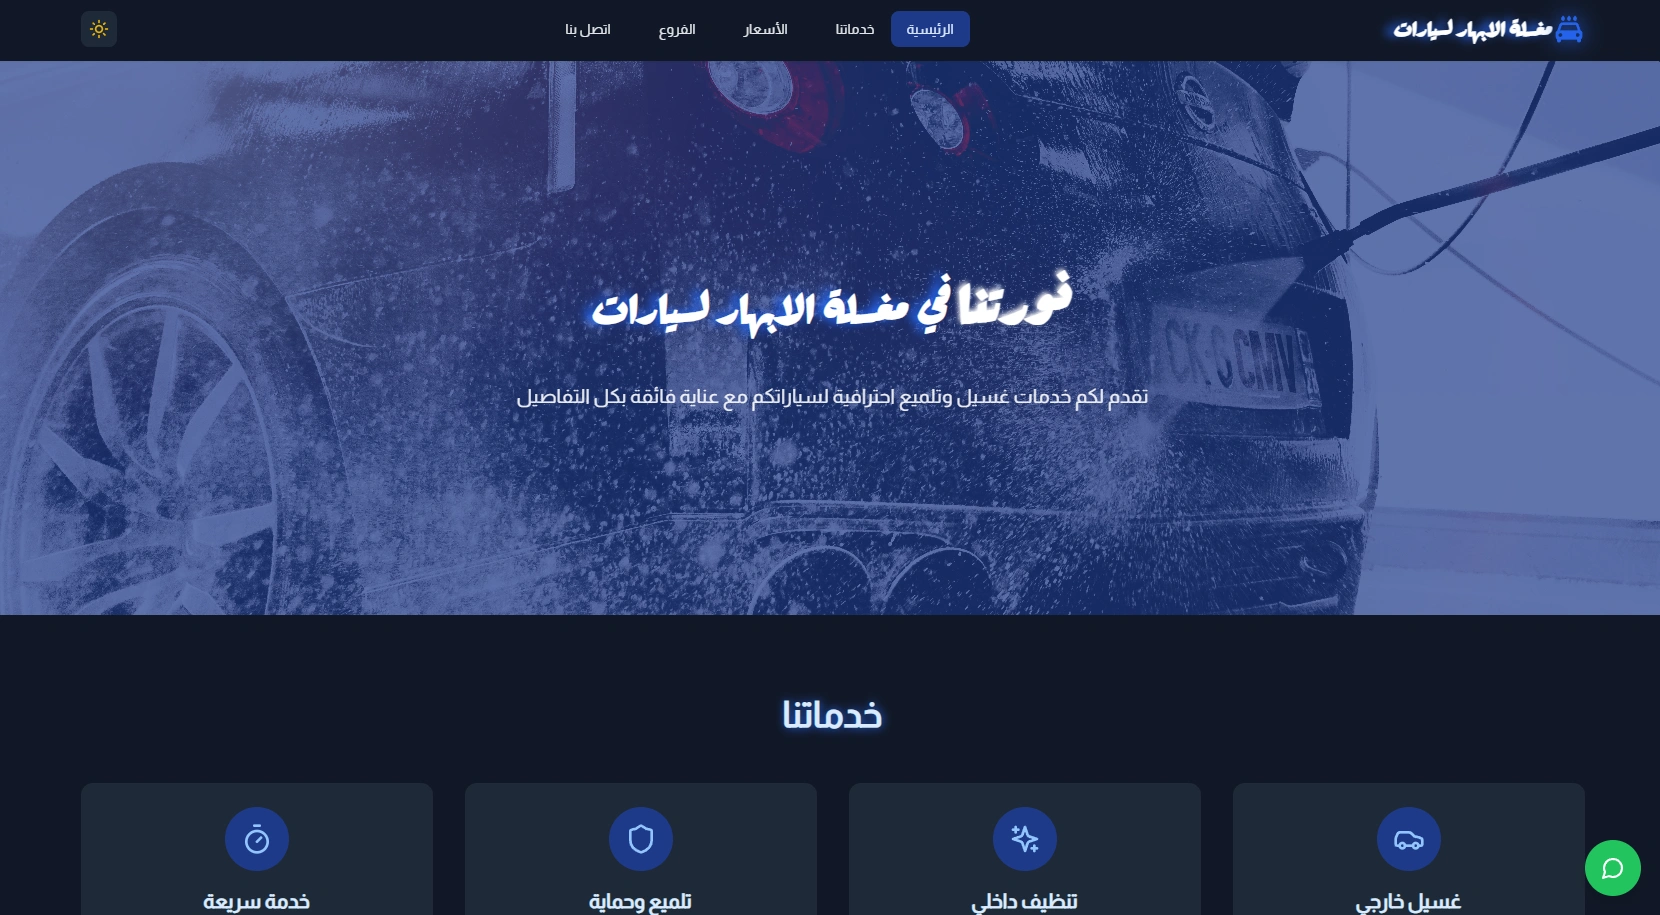 مغسلة الابهار لسيارات
الرئيسية
خدماتنا
الأسعار
الفروع
اتصل بنا
نورتنا في مغسلة الابهار لسيارات
نقدم لكم خدمات غسيل وتلميع احترافية لسياراتكم مع عناية فائقة بكل التفاصيل
خدماتنا
غسيل خارجي
تنظيف داخلي
تلميع وحماية
خدمة سريعة